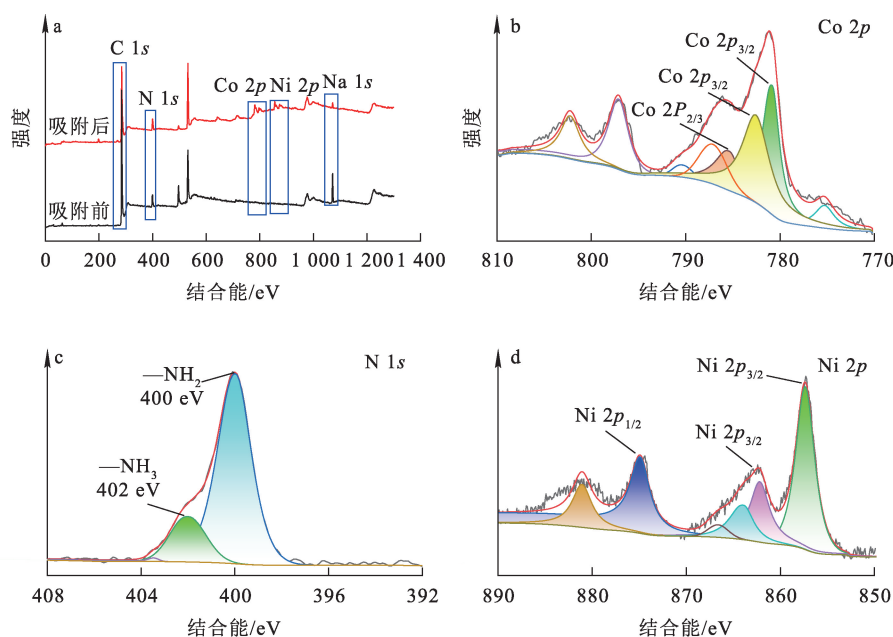 a
C 1s
N 1s
Co 2p
Ni 2p
Na 1s
吸附后
吸附前
强度
0 200 400 600 800 1 000 1 200 1 400
结合能/eV
b
Co 2p
Co 2p3/2
Co 2p3/2
Co 2P2/3
强度
810 800 790 780 770
结合能/eV
c
N 1s
—NH2
400 eV
—NH3
402 eV
强度
408 404 400 396 392
结合能/eV
d
Ni 2p3/2
Ni 2p
Ni 2p1/2
Ni 2p3/2
强度
890 880 870 860 850
结合能/eV